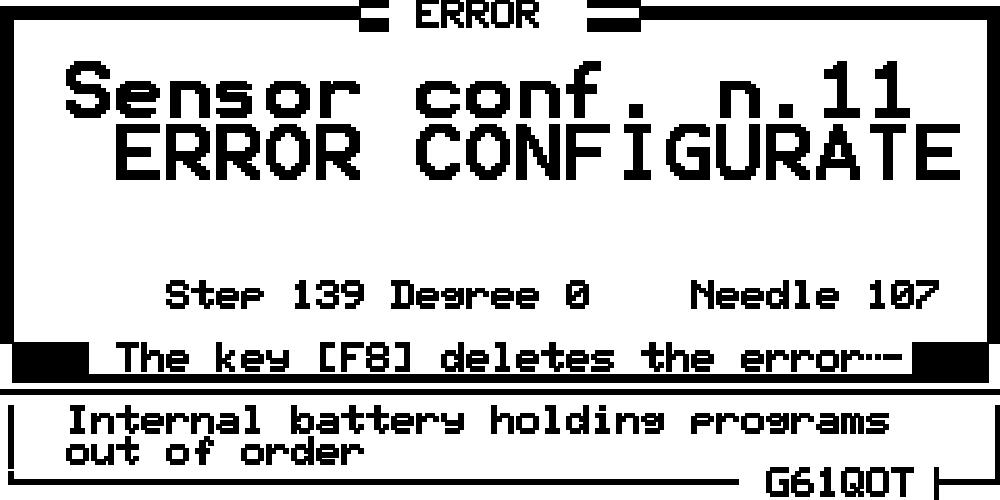 ERROR
Sensor conf. n.11
ERROR CONFIGURATE
Step 139 Degree 0 Needle 107
The key [F8] deletes the error…-
Internal battery holding programs
out of order
G61QOT